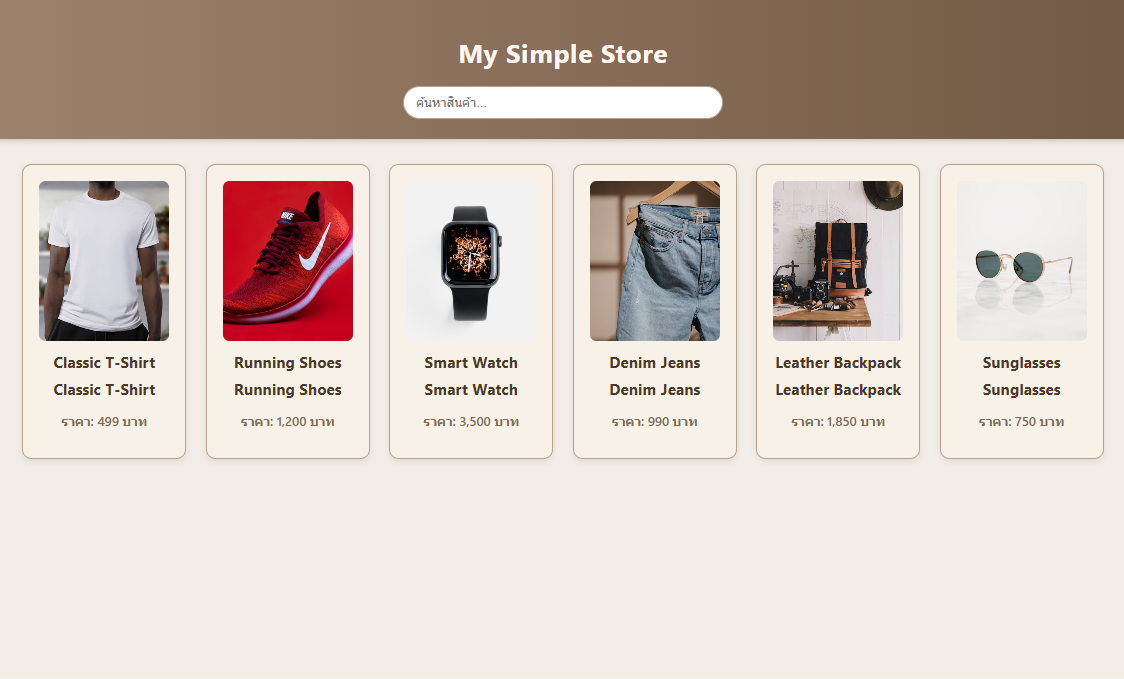 My Simple Store
ค้นหาสินค้า...
NIKE
Classic T-Shirt
Classic T-Shirt
ราคา: 499 บาท
Running Shoes
Running Shoes
ราคา: 1,200 บาท
Smart Watch
Smart Watch
ราคา: 3,500 บาท
Denim Jeans
Denim Jeans
ราคา: 990 บาท
Leather Backpack
Leather Backpack
ราคา: 1,850 บาท
Sunglasses
Sunglasses
ราคา: 750 บาท